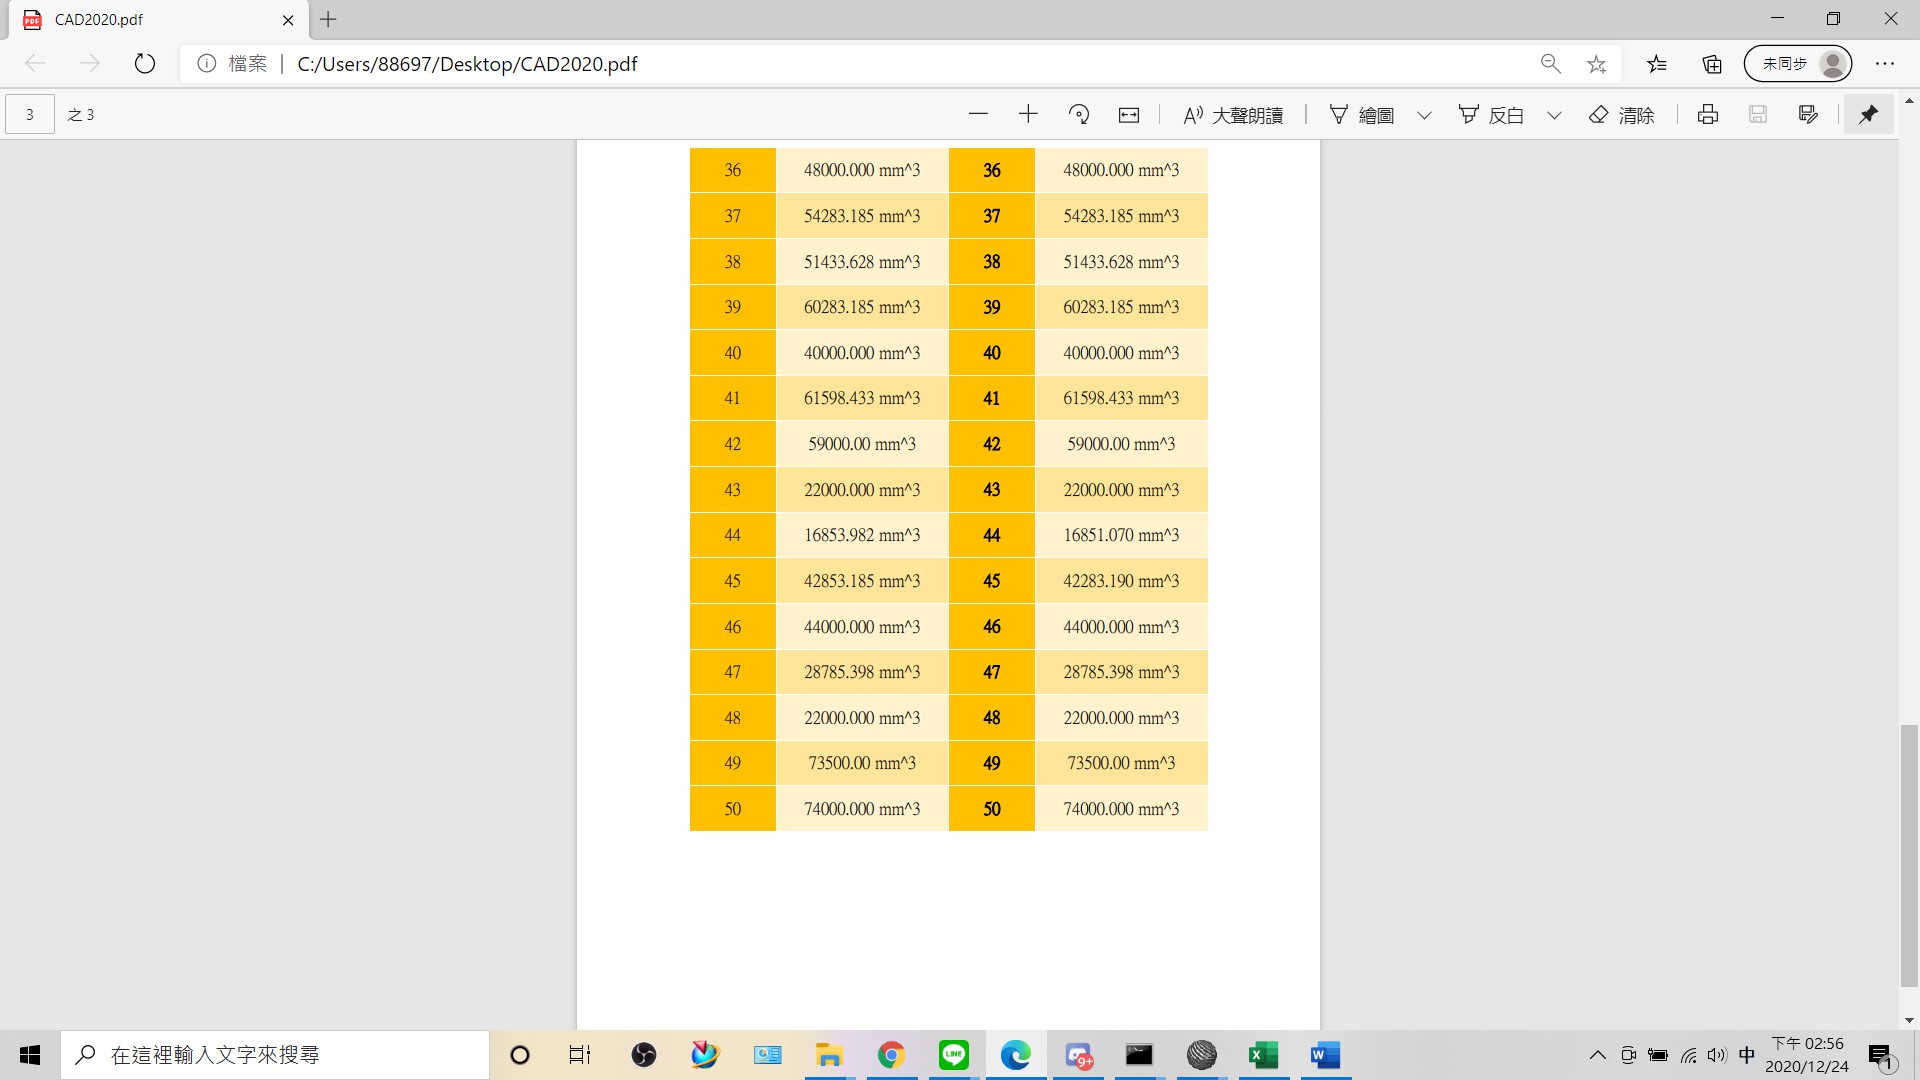 CAD2020.pdf
檔案 | C:/Users/88697/Desktop/CAD2020.pdf
未同步
3 之 3
大聲朗讀 繪圖 反白 清除
36 48000.000 mm^3 36 48000.000 mm^3
37 54283.185 mm^3 37 54283.185 mm^3
38 51433.628 mm^3 38 51433.628 mm^3
39 60283.185 mm^3 39 60283.185 mm^3
40 40000.000 mm^3 40 40000.000 mm^3
41 61598.433 mm^3 41 61598.433 mm^3
42 59000.00 mm^3 42 59000.00 mm^3
43 22000.000 mm^3 43 22000.000 mm^3
44 16853.982 mm^3 44 16851.070 mm^3
45 42853.185 mm^3 45 42283.190 mm^3
46 44000.000 mm^3 46 44000.000 mm^3
47 28785.398 mm^3 47 28785.398 mm^3
48 22000.000 mm^3 48 22000.000 mm^3
49 73500.00 mm^3 49 73500.00 mm^3
50 74000.000 mm^3 50 74000.000 mm^3
在這裡輸入文字來搜尋
LINE
9+
中
下午 02:56
2020/12/24
1